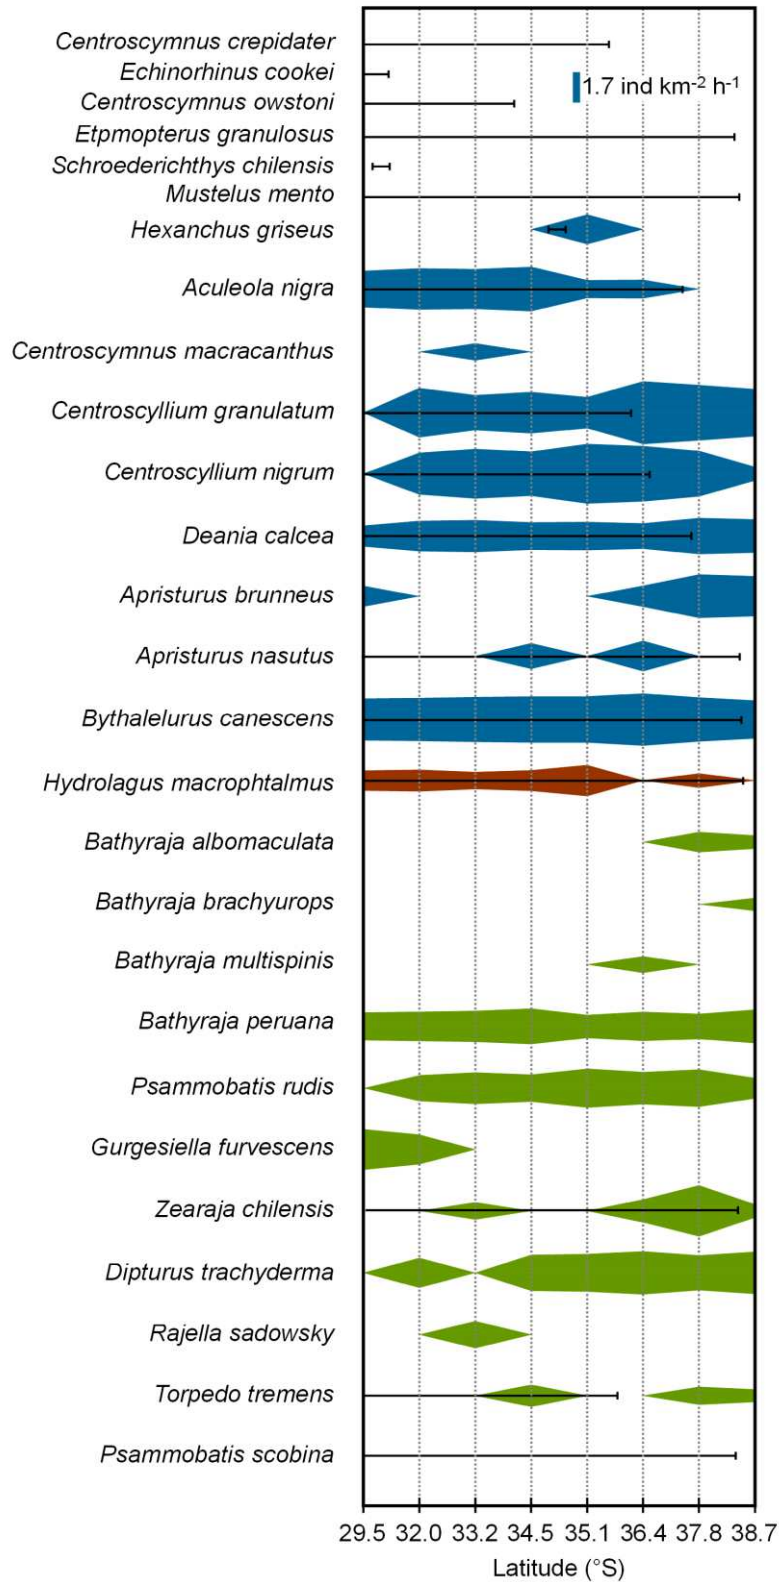 Centroscymnus crepidater
Echinorhinus cookei
1.7 ind km-2 h-1
Centroscymnus owstoni
Etpmopterus granulosus
Schroederichthys chilensis
Mustelus mento
Hexanchus griseus
Aculeola nigra
Centroscymnus macracanthus
Centroscyllium granulatum
Centroscyllium nigrum
Deania calcea
Apristurus brunneus
Apristurus nasutus
Bythalelurus canescens
Hydrolagus macrophtalmus
Bathyraja albomaculata
Bathyraja brachyurops
Bathyraja multispinis
Bathyraja peruana
Psammobatis rudis
Gurgesiella furvescens
Zearaja chilensis
Dipturus trachyderma
Rajella sadowsky
Torpedo tremens
Psammobatis scobina
29.5 32.0 33.2 34.5 35.1 36.4 37.8 38.7
Latitude (°S)